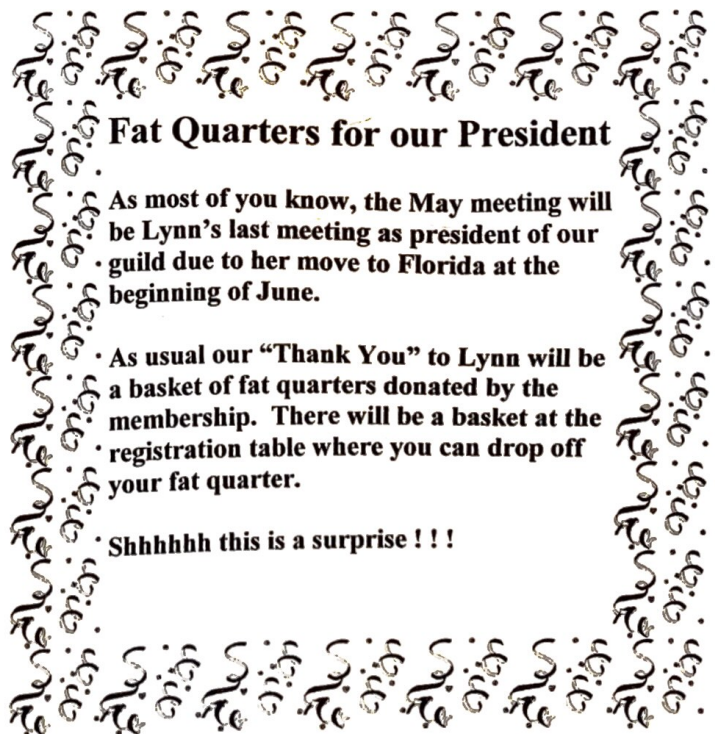 Fat Quarters for our President
As most of you know, the May meeting will
be Lynn's last meeting as president of our
guild due to her move to Florida at the
beginning of June.
As usual our “Thank You” to Lynn will be
a basket of fat quarters donated by the
membership.  There will be a basket at the
registration table where you can drop off
your fat quarter.
Shhhhhh this is a surprise ! ! !